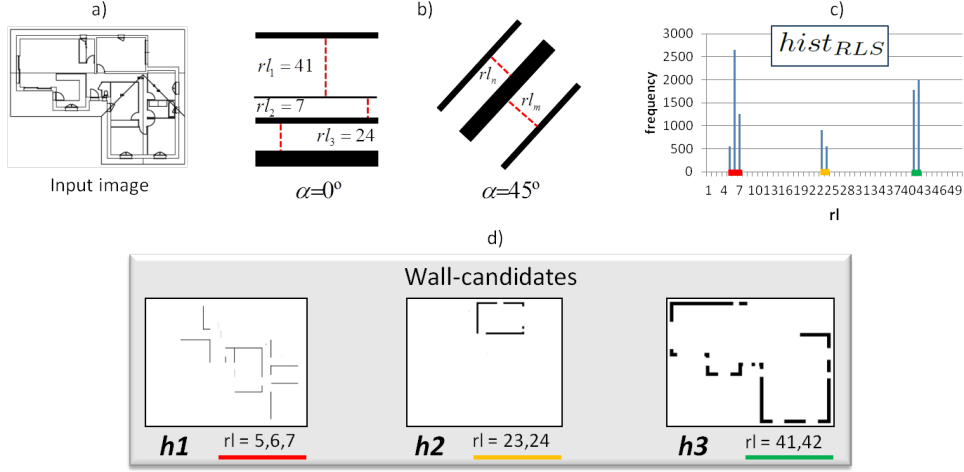 a)
Input image
b)
rl₁ = 41
rl₂ = 7
rl₃ = 24
α=0º
rlₙ
rlₘ
α=45º
c)
histRLS
frequency
3000
2500
2000
1500
1000
500
0
1 4 7 10 13 16 19 22 25 28 31 34 37 40 43 46 49
rl
d)
Wall-candidates
h1
rl = 5,6,7
h2
rl = 23,24
h3
rl = 41,42